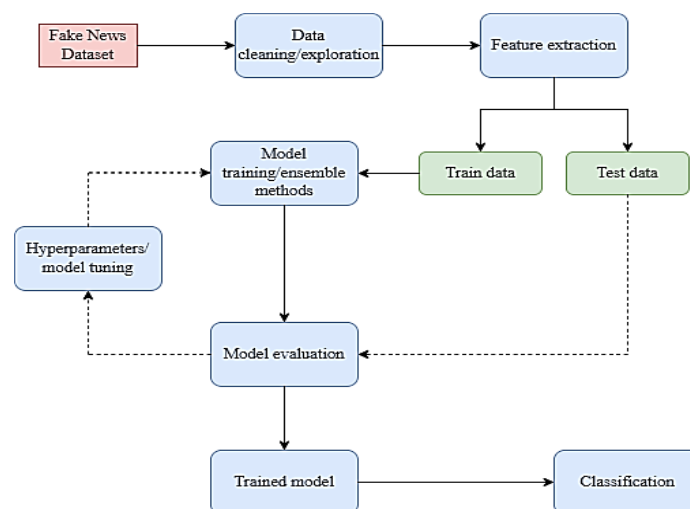 Fake News
Dataset
Data
cleaning/exploration
Feature extraction
Model
training/ensemble
methods
Train data
Test data
Hyperparameters/
model tuning
Model evaluation
Trained model
Classification